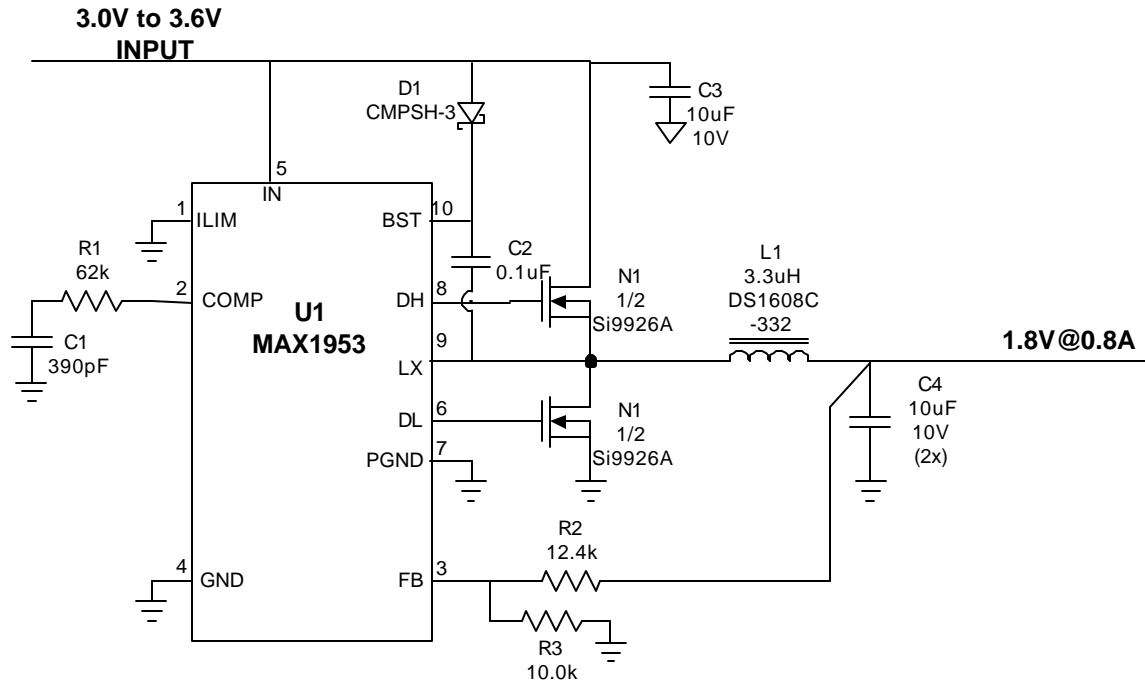 3.0V to 3.6V
INPUT
D1
CMPSH-3
C3
10uF
10V
5
IN
1
ILIM
10
BST
R1
62k
C2
0.1uF
L1
3.3uH
DS1608C
-332
2
COMP
8
DH
N1
1/2
Si9926A
U1
MAX1953
C1
390pF
9
LX
1.8V@0.8A
C4
10uF
10V
(2x)
6
DL
N1
1/2
Si9926A
7
PGND
R2
12.4k
4
GND
3
FB
R3
10.0k